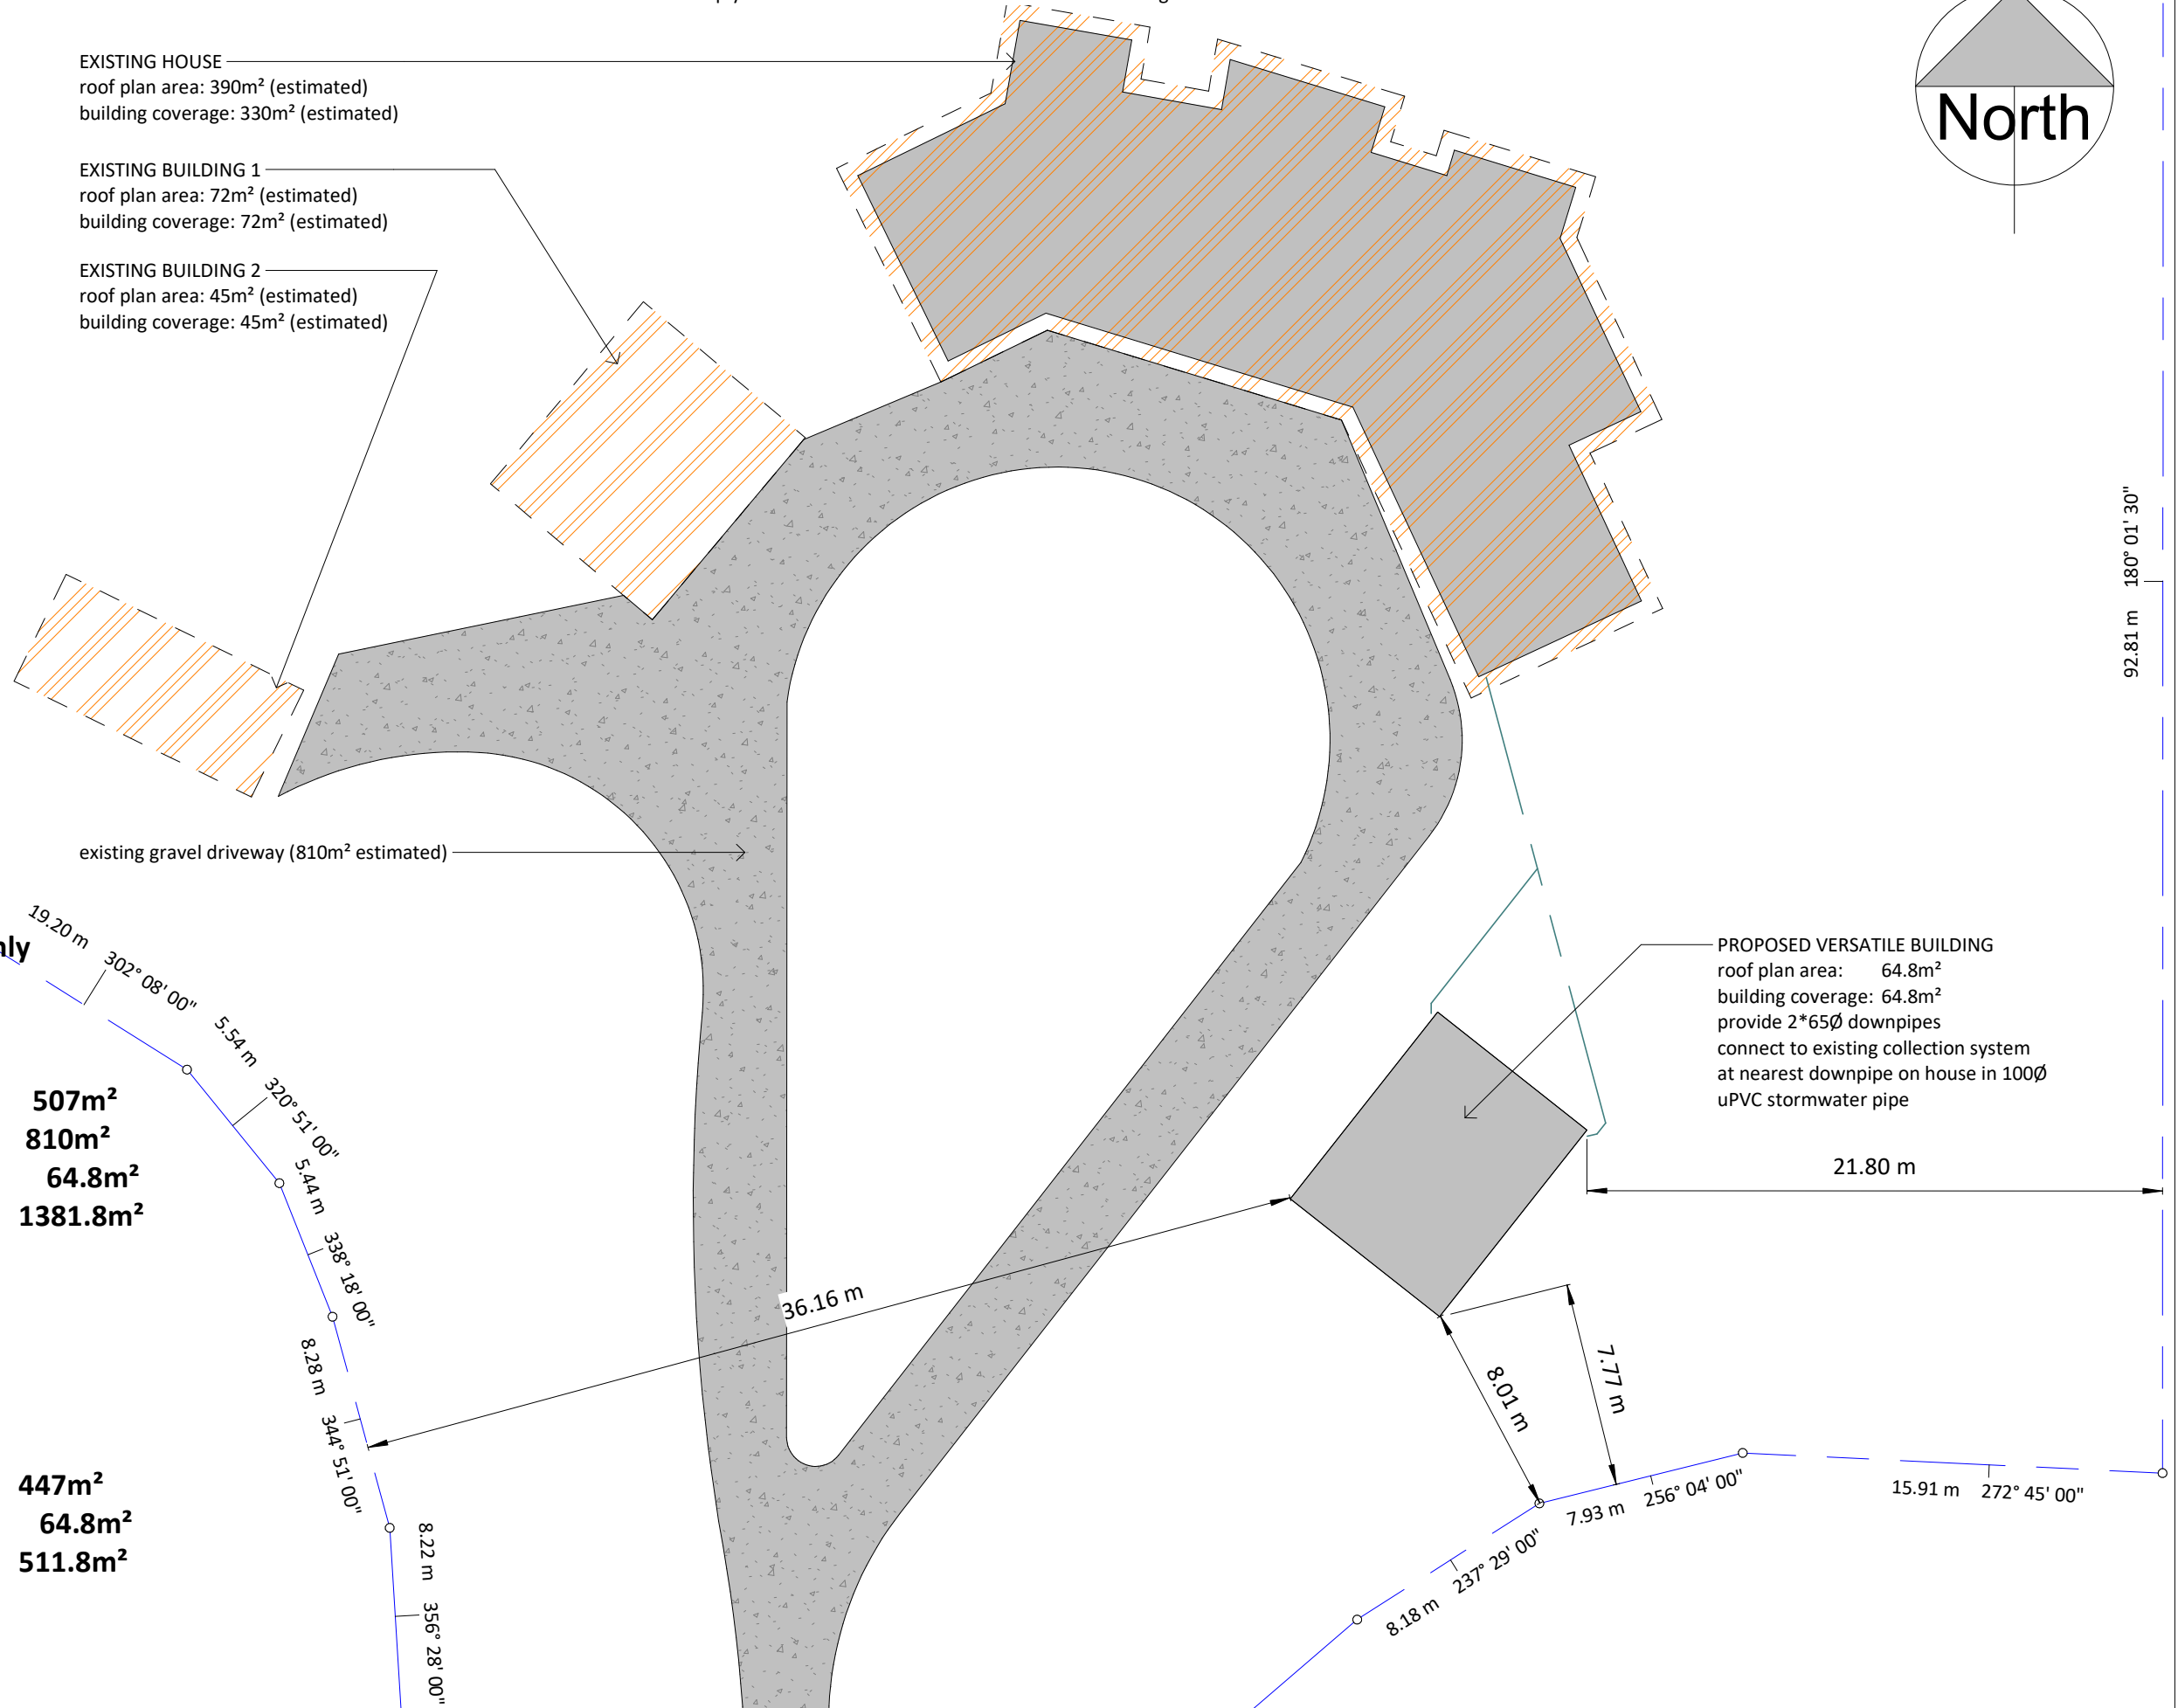 EXISTING HOUSE
roof plan area: 390m² (estimated)
building coverage: 330m² (estimated)
EXISTING BUILDING 1
roof plan area: 72m² (estimated)
building coverage: 72m² (estimated)
EXISTING BUILDING 2
roof plan area: 45m² (estimated)
building coverage: 45m² (estimated)
North
92.81 m 180° 01' 30"
existing gravel driveway (810m² estimated)
19.20 m 302° 08' 00"
5.54 m 320° 51' 00"
5.44 m 338° 18' 00"
8.28 m 344° 51' 00"
8.22 m 356° 28' 00"
507m²
810m²
64.8m²
1381.8m²
447m²
64.8m²
511.8m²
PROPOSED VERSATILE BUILDING
roof plan area: 64.8m²
building coverage: 64.8m²
provide 2*65Ø downpipes
connect to existing collection system
at nearest downpipe on house in 100Ø
uPVC stormwater pipe
21.80 m
36.16 m
8.01 m
7.77 m
8.18 m 237° 29' 00"
7.93 m 256° 04' 00"
15.91 m 272° 45' 00"